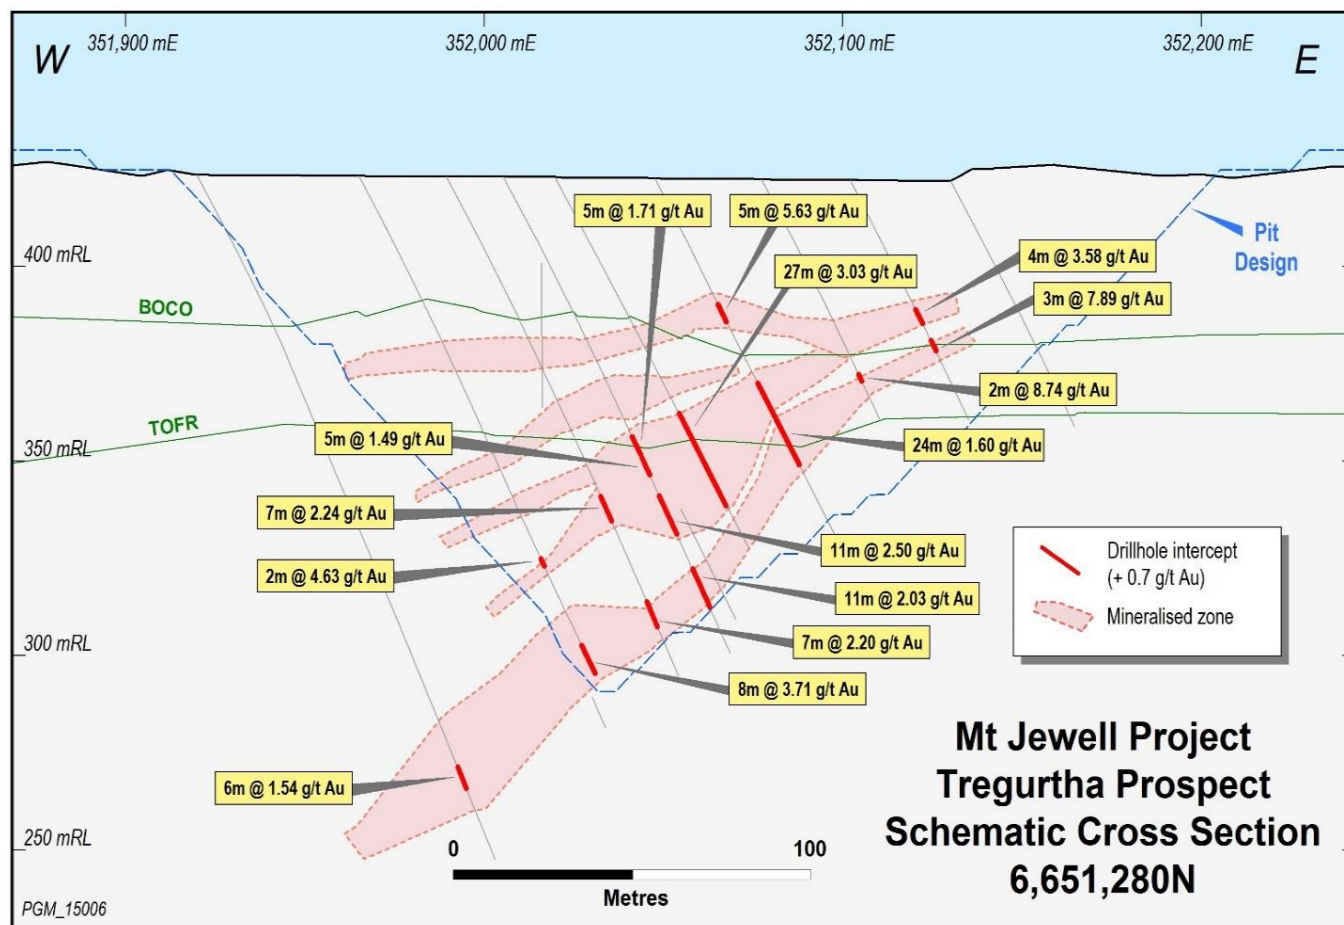 351,900 mE
352,000 mE
352,100 mE
352,200 mE
W
E
5m @ 1.71 g/t Au
5m @ 5.63 g/t Au
Pit
Design
400 mRL
4m @ 3.58 g/t Au
27m @ 3.03 g/t Au
BOCO
3m @ 7.89 g/t Au
2m @ 8.74 g/t Au
TOFR
5m @ 1.49 g/t Au
24m @ 1.60 g/t Au
350 mRL
7m @ 2.24 g/t Au
11m @ 2.50 g/t Au
Drillhole intercept
(+ 0.7 g/t Au)
2m @ 4.63 g/t Au
11m @ 2.03 g/t Au
Mineralised zone
300 mRL
7m @ 2.20 g/t Au
8m @ 3.71 g/t Au
Mt Jewell Project
Tregurtha Prospect
Schematic Cross Section
6,651,280N
6m @ 1.54 g/t Au
250 mRL
0
100
Metres
PGM_15006